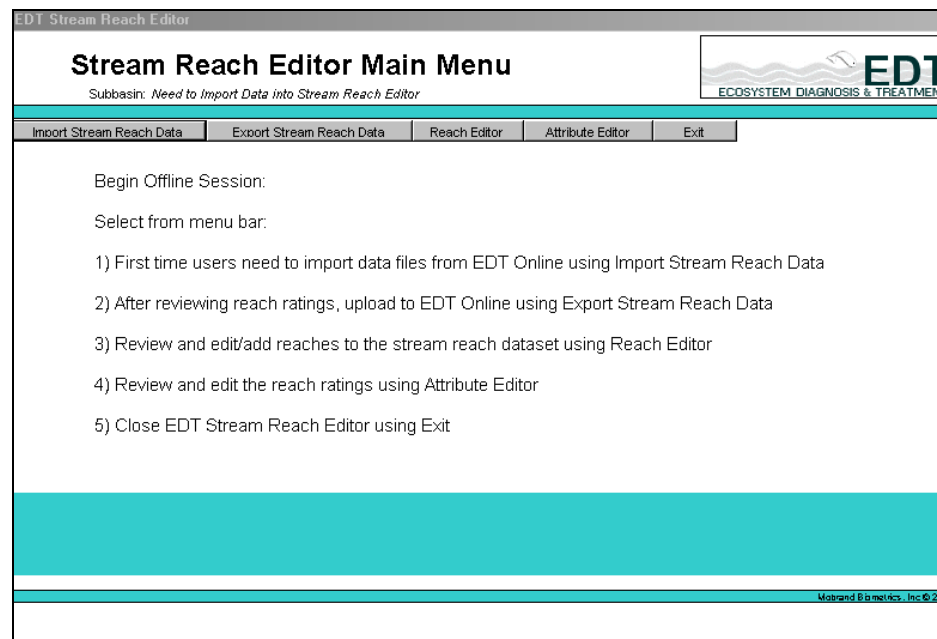 EDT Stream Reach Editor
Stream Reach Editor Main Menu
Subbasin: Need to Import Data into Stream Reach Editor
EDT
ECOSYSTEM DIAGNOSIS & TREATMEN
Import Stream Reach Data Export Stream Reach Data Reach Editor Attribute Editor Exit
Begin Offline Session:
Select from menu bar:
1) First time users need to import data files from EDT Online using Import Stream Reach Data
2) After reviewing reach ratings, upload to EDT Online using Export Stream Reach Data
3) Review and edit/add reaches to the stream reach dataset using Reach Editor
4) Review and edit the reach ratings using Attribute Editor
5) Close EDT Stream Reach Editor using Exit
Mobrand Biometrics, Inc © 2